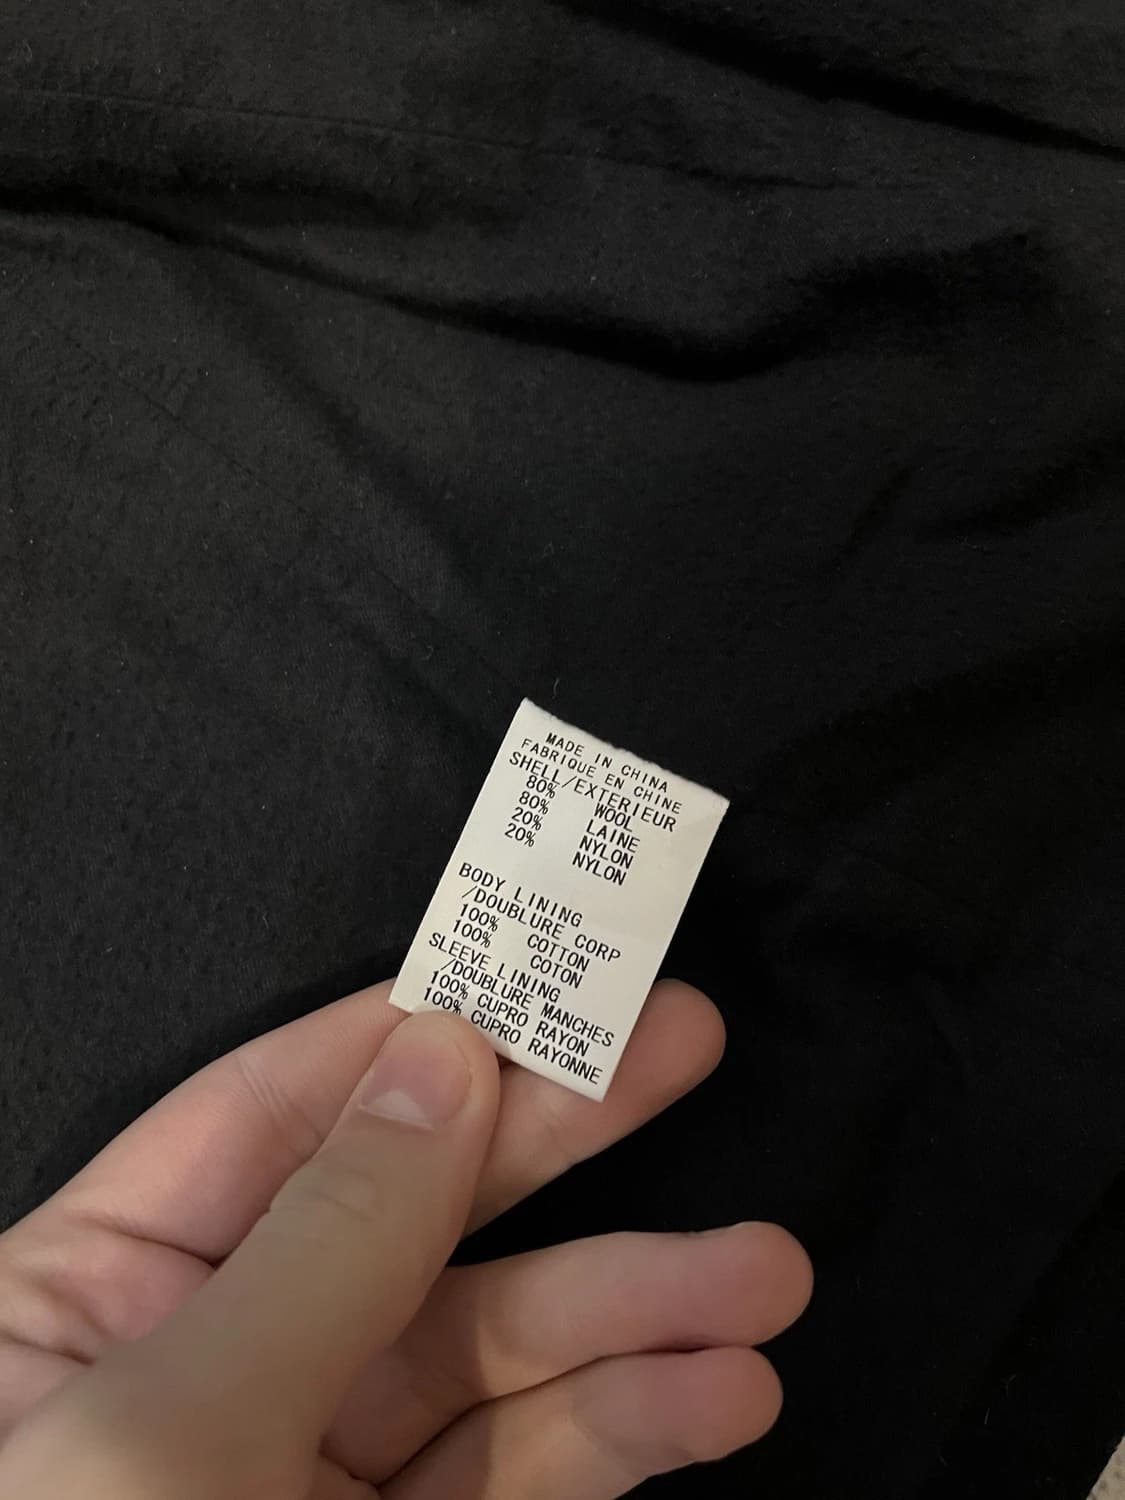 MADE IN CHINA
FABRIQUE EN CHINE
SHELL/EXTERIEUR
80% WOOL
80% LAINE
20% NYLON
20% NYLON
BODY LINING
/DOUBLURE CORP
100% COTTON
100% COTON
SLEEVE LINING
/DOUBLURE MANCHES
100% CUPRO RAYON
100% CUPRO RAYONNE